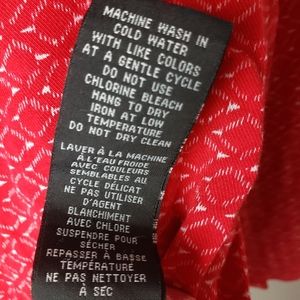 MACHINE WASH IN
COLD WATER
WITH LIKE COLORS
AT A GENTLE CYCLE
DO NOT USE
CHLORINE BLEACH
HANG TO DRY
IRON AT LOW
TEMPERATURE
DO NOT DRY CLEAN
LAVER À LA MACHINE
À L'EAU FROIDE
AVEC COULEURS
SEMBLABLES AU
CYCLE DÉLICAT
NE PAS UTILISER
D'AGENT
BLANCHIMENT
AVEC CHLORE
SUSPENDRE POUR
SÉCHER
REPASSER À BASSE
TEMPÉRATURE
NE PAS NETTOYER
À SEC